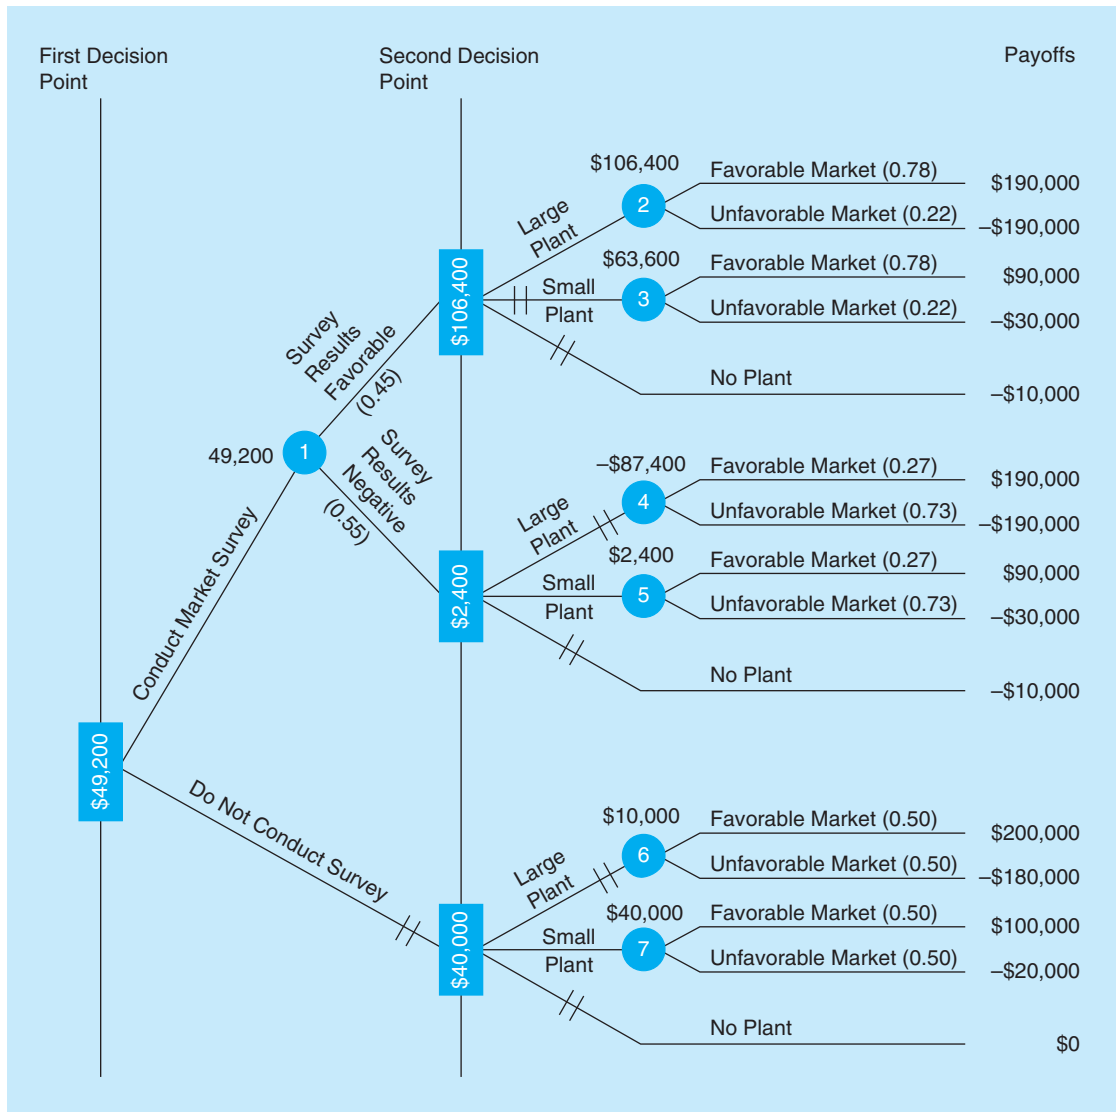 First Decision
Point
Second Decision
Point
Payoffs
$106,400
Favorable Market (0.78)
$190,000
Large
Plant
2
Unfavorable Market (0.22)
–$190,000
$63,600
Favorable Market (0.78)
$90,000
Small
Plant
3
Unfavorable Market (0.22)
–$30,000
$106,400
No Plant
–$10,000
Survey
Results
Favorable
(0.45)
49,200
1
Survey
Results
Negative
(0.55)
–$87,400
Favorable Market (0.27)
$190,000
Large
Plant
4
Unfavorable Market (0.73)
–$190,000
$2,400
Favorable Market (0.27)
$90,000
Small
Plant
5
Unfavorable Market (0.73)
–$30,000
$2,400
No Plant
–$10,000
Conduct Market Survey
$49,200
Do Not Conduct Survey
$10,000
Favorable Market (0.50)
$200,000
Large
Plant
6
Unfavorable Market (0.50)
–$180,000
$40,000
Favorable Market (0.50)
$100,000
Small
Plant
7
Unfavorable Market (0.50)
–$20,000
$40,000
No Plant
$0